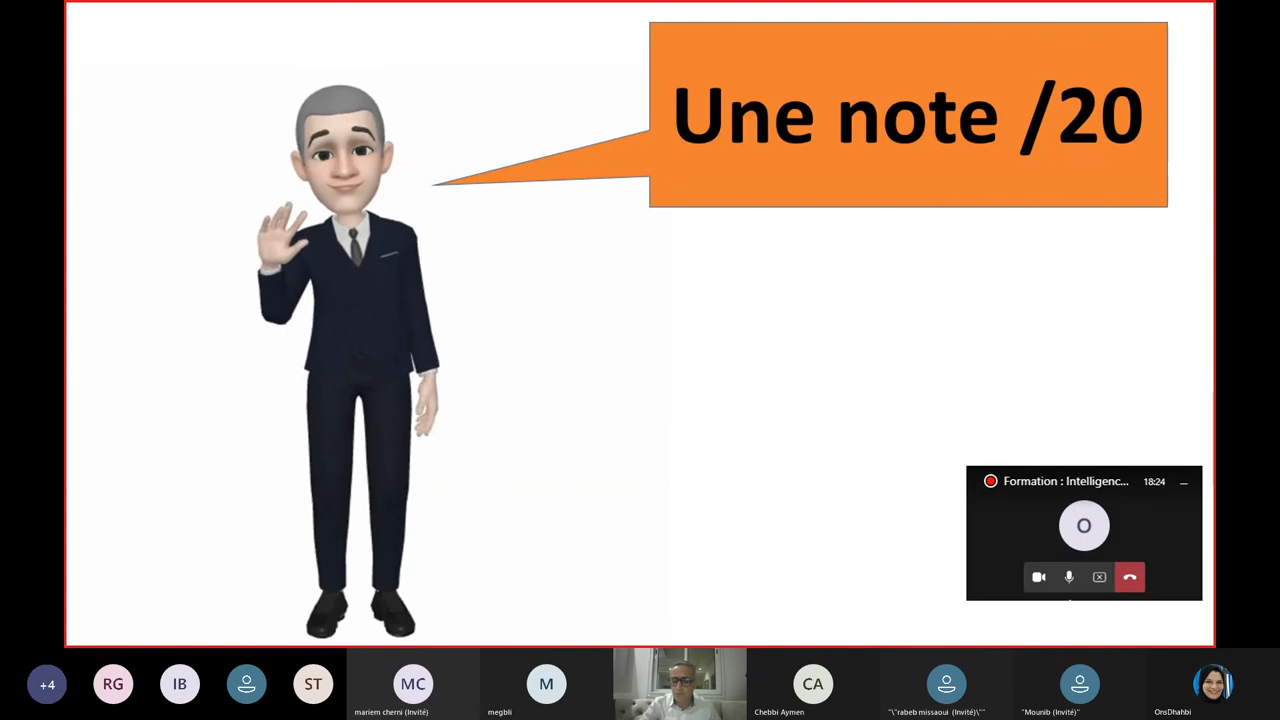 Une note /20
Formation : Intelligenc... 18:24
O
+4
RG
IB
ST
MC
mariem cherni (Invité)
M
megbli
CA
Chebbi Aymen
"\"rabeb missaoui (Invité)\""
"Mounib (Invité)"
OnsDhahbi